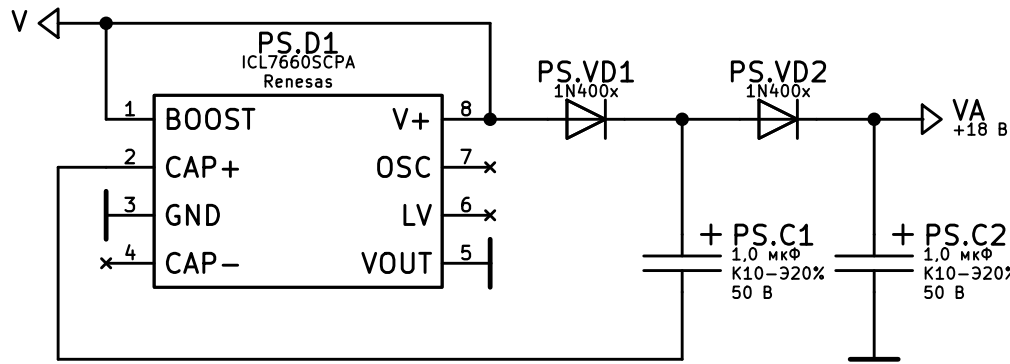 V
PS.D1
ICL7660SCPA
Renesas
PS.VD1
1N400x
PS.VD2
1N400x
1 BOOST V+ 8
VA
+18 В
2 CAP+ OSC 7
3 GND LV 6
4 CAP- VOUT 5
+ PS.C1
1,0 мкФ
К10-Э20%
50 В
+ PS.C2
1,0 мкФ
К10-Э20%
50 В